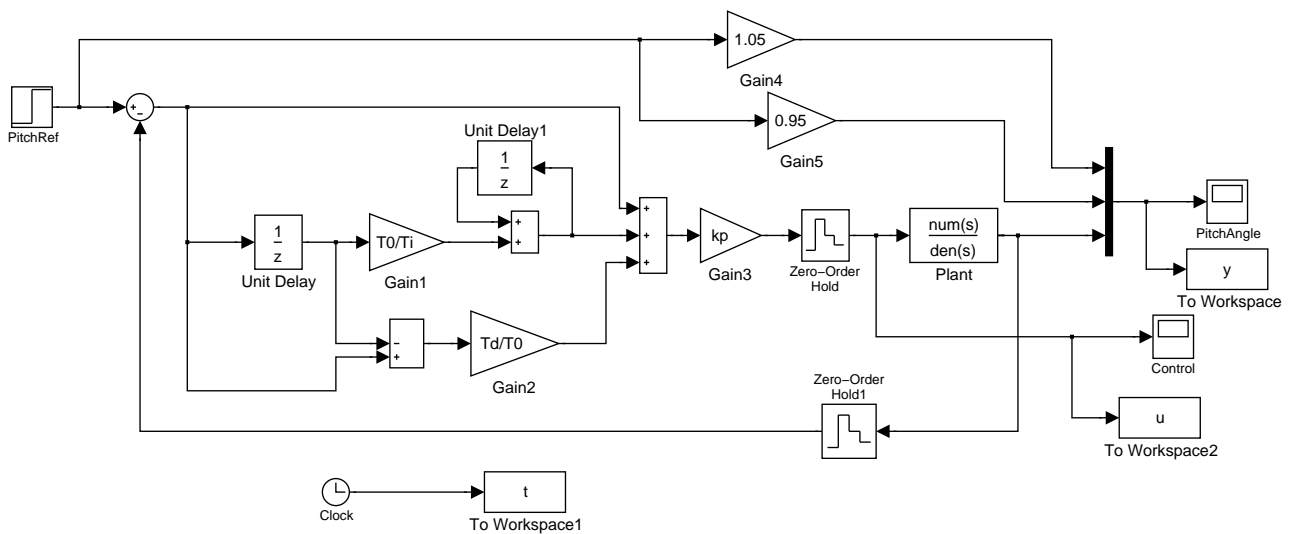 1.05
Gain4
PitchRef
+
−
0.95
Gain5
Unit Delay1
1
z
+
+
1
z
Unit Delay
T0/Ti
Gain1
+
+
+
kp
Gain3
Zero−Order
Hold
num(s)
den(s)
Plant
PitchAngle
y
To Workspace
−
+
Td/T0
Gain2
Control
Zero−Order
Hold1
u
To Workspace2
Clock
t
To Workspace1